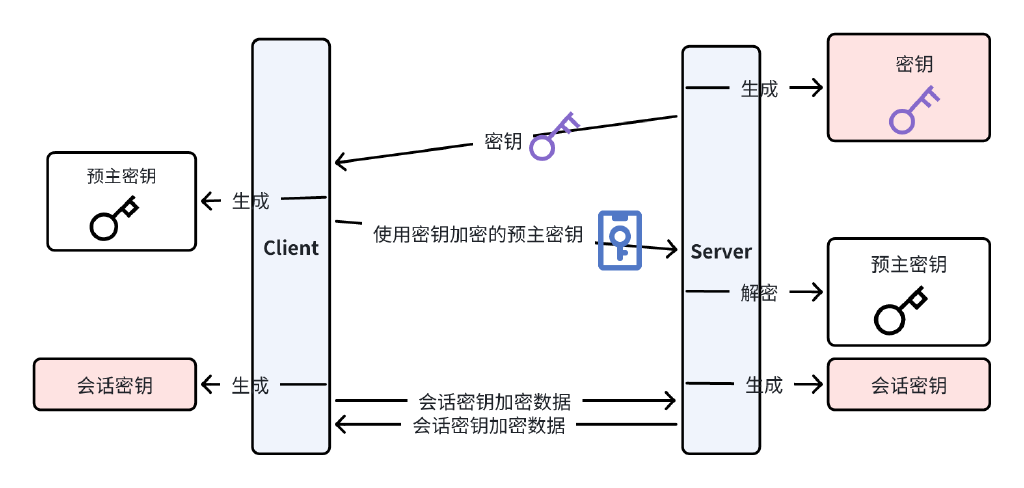 密钥
生成
密钥
预主密钥
生成
使用密钥加密的预主密钥
Client
Server
预主密钥
解密
会话密钥
生成
生成
会话密钥
会话密钥加密数据
会话密钥加密数据